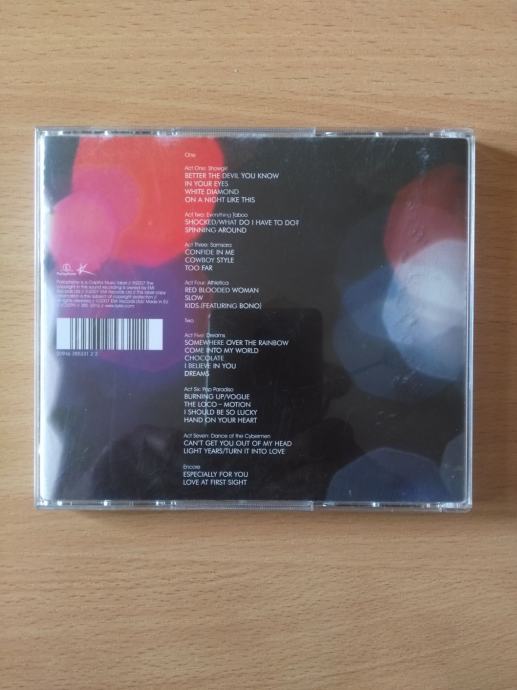 One
Act One: Showgirl
BETTER THE DEVIL YOU KNOW
IN YOUR EYES
WHITE DIAMOND
ON A NIGHT LIKE THIS
Act Two: Everything Taboo
SHOCKED/WHAT DO I HAVE TO DO?
SPINNING AROUND
Act Three: Samsara
CONFIDE IN ME
COWBOY STYLE
TOO FAR
Act Four: Athletica
RED BLOODED WOMAN
SLOW
KIDS (FEATURING BONO)
Two
Act Five: Dreams
SOMEWHERE OVER THE RAINBOW
COME INTO MY WORLD
CHOCOLATE
I BELIEVE IN YOU
DREAMS
Act Six: Pop Paradiso
BURNING UP/VOGUE
THE LOCO – MOTION
I SHOULD BE SO LUCKY
HAND ON YOUR HEART
Act Seven: Dance of the Cybermen
CAN'T GET YOU OUT OF MY HEAD
LIGHT YEARS/TURN IT INTO LOVE
Encore
ESPECIALLY FOR YOU
LOVE AT FIRST SIGHT
Parlophone
K